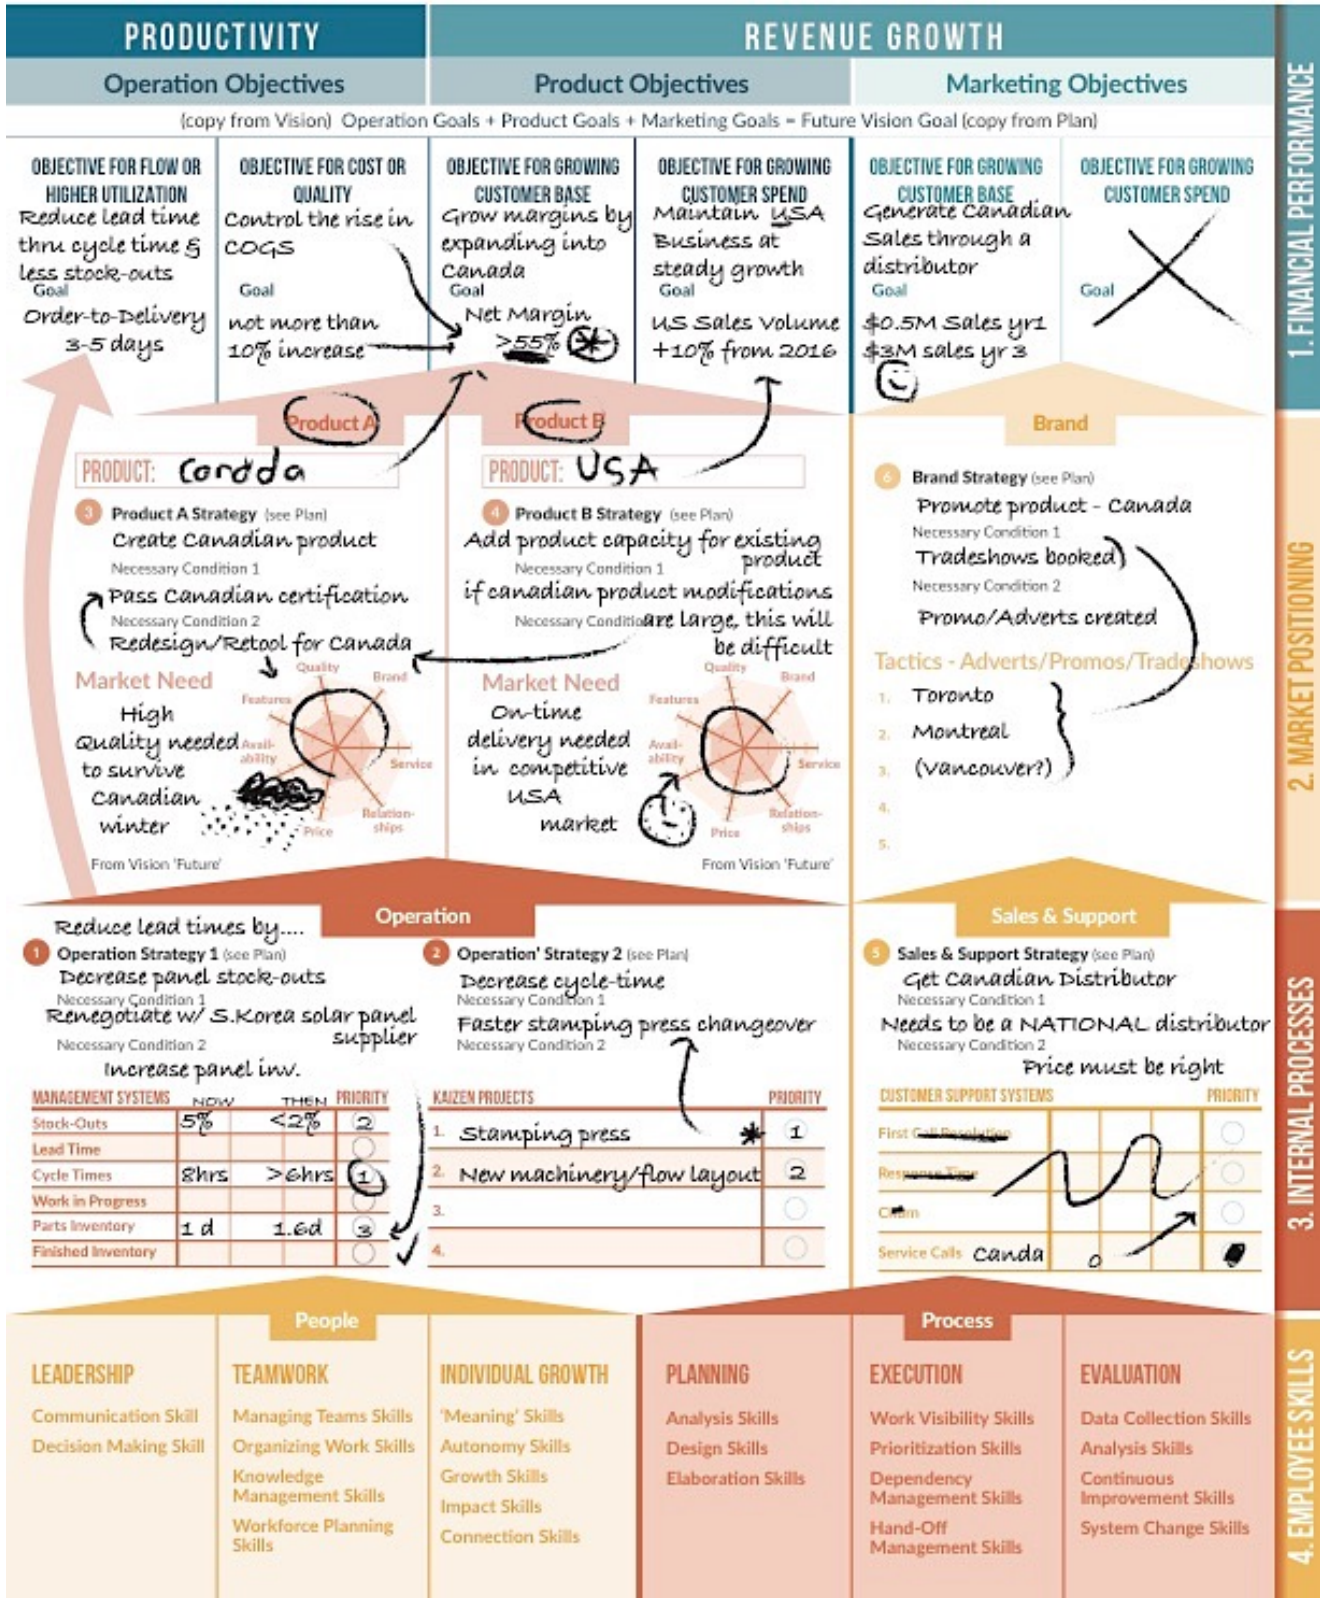 PRODUCTIVITY
REVENUE GROWTH
Operation Objectives
Product Objectives
Marketing Objectives
(copy from Vision) Operation Goals + Product Goals + Marketing Goals = Future Vision Goal (copy from Plan)
1. FINANCIAL PERFORMANCE
OBJECTIVE FOR FLOW OR
HIGHER UTILIZATION
Reduce lead time
thru cycle time &
less stock-outs
Goal
Order-to-Delivery
3-5 days
OBJECTIVE FOR COST OR
QUALITY
Control the rise in
COGS
Goal
not more than
10% increase
OBJECTIVE FOR GROWING
CUSTOMER BASE
Grow margins by
expanding into
Canada
Goal
Net Margin
>55%
OBJECTIVE FOR GROWING
CUSTOMER SPEND
Maintain USA
Business at
steady growth
Goal
US Sales Volume
+10% from 2016
OBJECTIVE FOR GROWING
CUSTOMER BASE
Generate Canadian
Sales through a
distributor
Goal
$0.5M Sales yr1
$3M sales yr 3
OBJECTIVE FOR GROWING
CUSTOMER SPEND
Goal
2. MARKET POSITIONING
Product A
PRODUCT:
3 Product A Strategy (see Plan)
Create Canadian product
Necessary Condition 1
Pass Canadian certification
Necessary Condition 2
Redesign/Retool for Canada
Market Need
High
Quality needed
to survive
Canadian
winter
Quality
Brand
Features
Avail-
ability
Service
Relation-
ships
Price
From Vision 'Future'
Product B
PRODUCT: USA
4 Product B Strategy (see Plan)
Add product capacity for existing
product
Necessary Condition 1
if canadian product modifications
Necessary Conditio are large, this will
be difficult
Market Need
On-time
delivery needed
in competitive
USA
market
Quality
Brand
Features
Avail-
ability
Service
Relation-
ships
Price
From Vision 'Future'
Brand
6 Brand Strategy (see Plan)
Promote product - Canada
Necessary Condition 1
Tradeshows booked
Necessary Condition 2
Promo/Adverts created
Tactics - Adverts/Promos/Tradeshows
1. Toronto
2. Montreal
3. (Vancouver?)
4.
5.
3. INTERNAL PROCESSES
Operation
Reduce lead times by....
1 Operation Strategy 1 (see Plan)
Decrease panel stock-outs
Necessary Condition 1
Renegotiate w/ S.Korea solar panel
supplier
Necessary Condition 2
Increase panel inv.
MANAGEMENT SYSTEMS NOW THEN PRIORITY
Stock-Outs 5% <2% 2
Lead Time
Cycle Times 8hrs >6hrs 1
Work in Progress
Parts Inventory 1 d 1.6d 3
Finished Inventory
2 Operation' Strategy 2 (see Plan)
Decrease cycle-time
Necessary Condition 1
Faster stamping press changeover
Necessary Condition 2
KAIZEN PROJECTS PRIORITY
1. Stamping press * 1
2. New machinery/flow layout 2
3.
4.
Sales & Support
5 Sales & Support Strategy (see Plan)
Get Canadian Distributor
Necessary Condition 1
Needs to be a NATIONAL distributor
Necessary Condition 2
Price must be right
CUSTOMER SUPPORT SYSTEMS PRIORITY
First Call Resolution
Response Time
Churn
Service Calls Canda 0
4. EMPLOYEE SKILLS
People
LEADERSHIP
Communication Skill
Decision Making Skill
TEAMWORK
Managing Teams Skills
Organizing Work Skills
Knowledge
Management Skills
Workforce Planning
Skills
INDIVIDUAL GROWTH
'Meaning' Skills
Autonomy Skills
Growth Skills
Impact Skills
Connection Skills
Process
PLANNING
Analysis Skills
Design Skills
Elaboration Skills
EXECUTION
Work Visibility Skills
Prioritization Skills
Dependency
Management Skills
Hand-Off
Management Skills
EVALUATION
Data Collection Skills
Analysis Skills
Continuous
Improvement Skills
System Change Skills